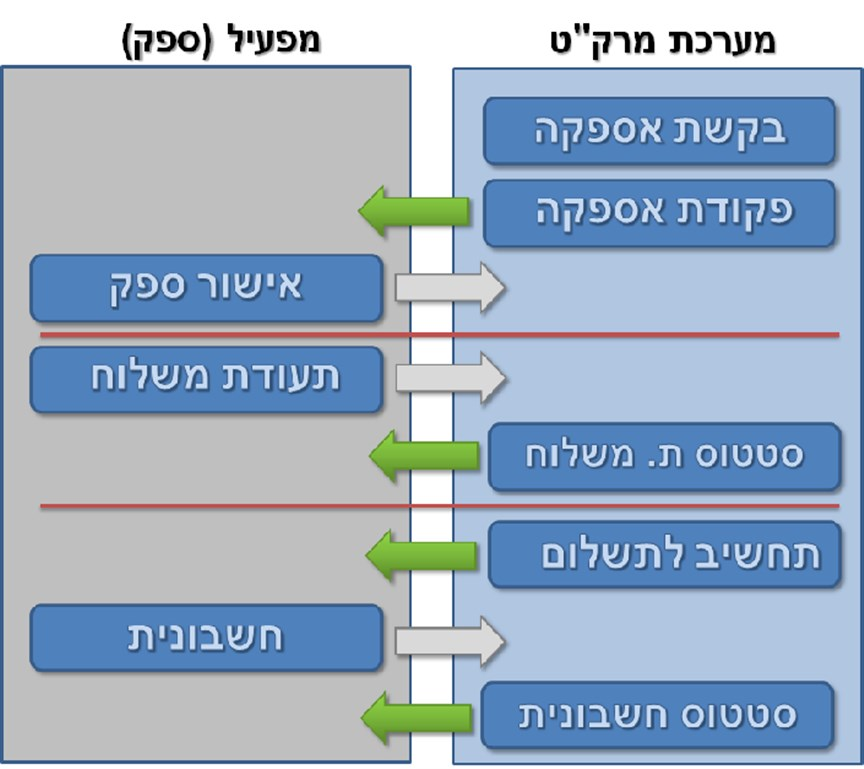 מערכת מרק"ט
מפעיל (ספק)
בקשת אספקה
פקודת אספקה
אישור ספק
תעודת משלוח
סטטוס ת. משלוח
תחשיב לתשלום
חשבונית
סטטוס חשבונית